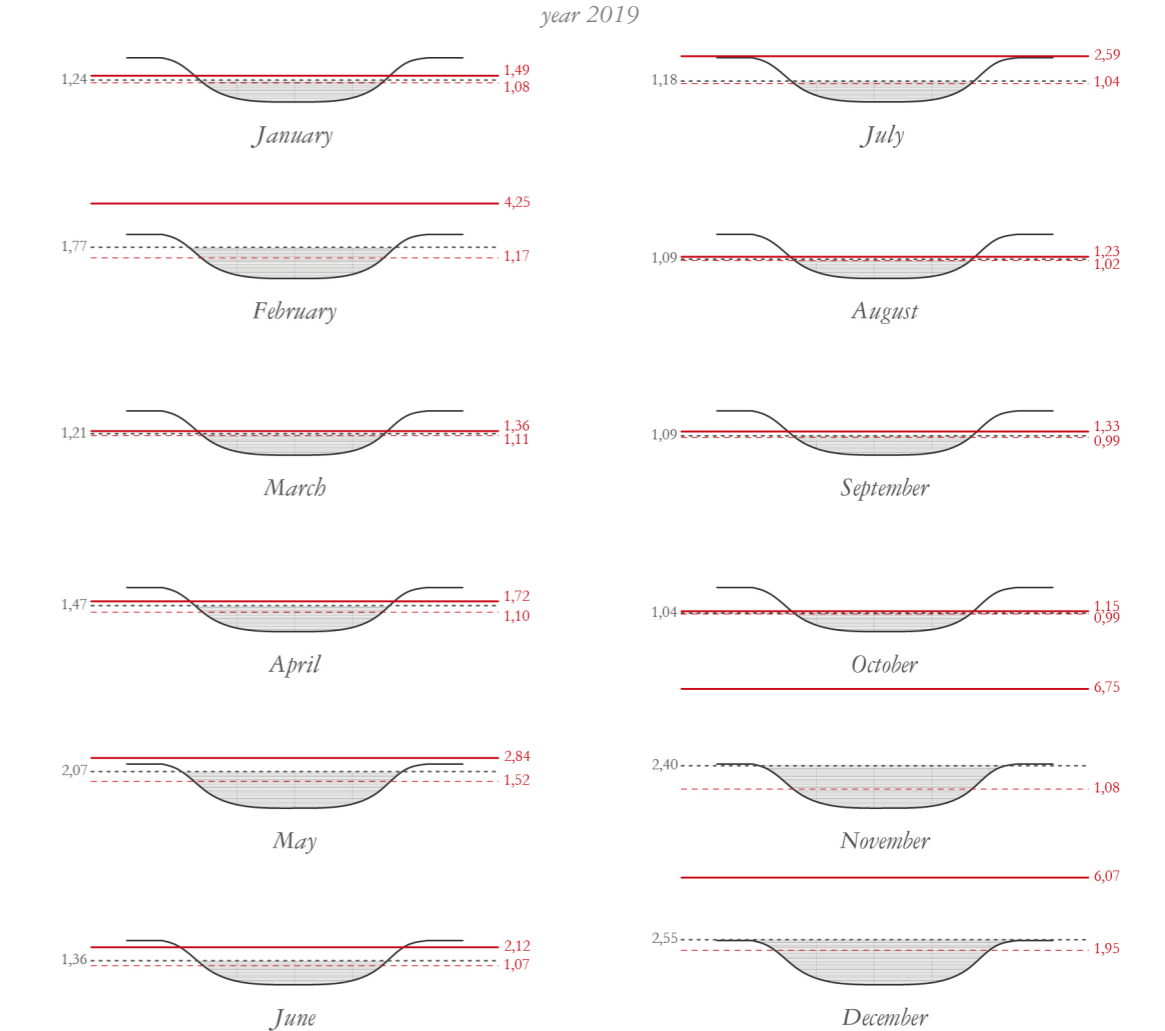 year 2019
1,24
1,49
1,08
January
1,77
4,25
1,17
February
1,21
1,36
1,11
March
1,47
1,72
1,10
April
2,07
2,84
1,52
May
1,36
2,12
1,07
June
1,18
2,59
1,04
July
1,09
1,23
1,02
August
1,09
1,33
0,99
September
1,04
1,15
0,99
October
2,40
6,75
1,08
November
2,55
6,07
1,95
December